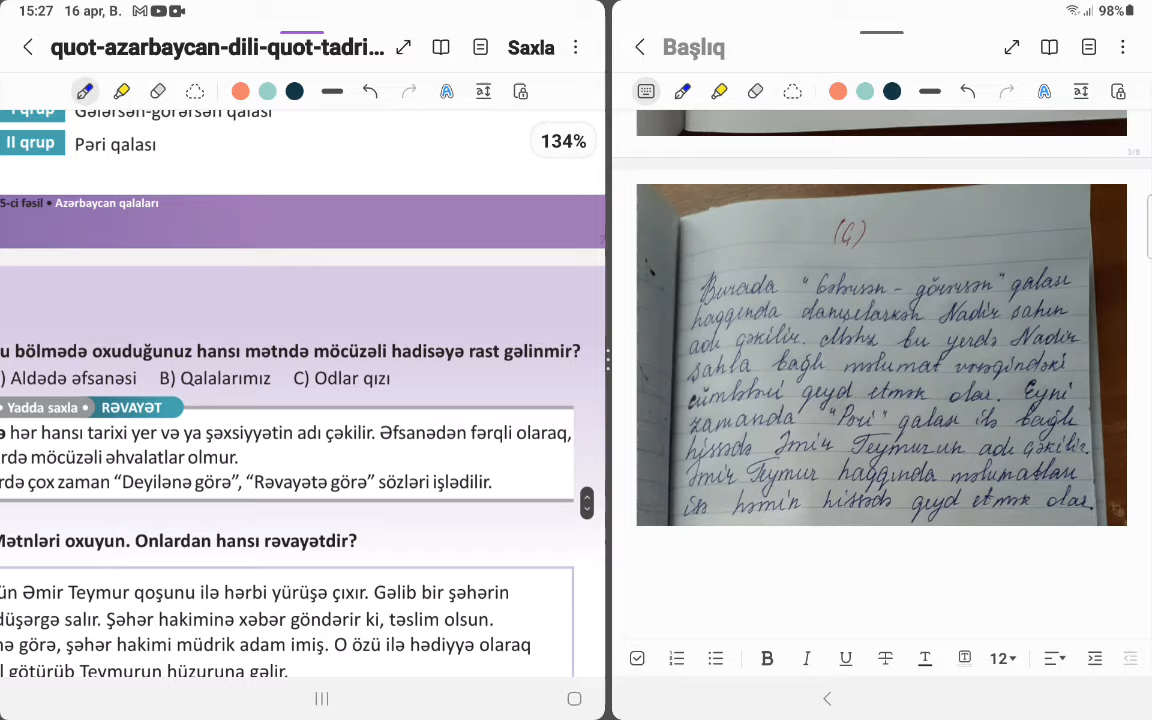 15:27 16 apr, B.
98%
quot-azarbaycan-dili-quot-tadri... Saxla
Gələrsən-görərsən qalası
II qrup Pəri qalası
134%
5-ci fəsil • Azərbaycan qalaları
u bölmədə oxuduğunuz hansı mətndə möcüzəli hadisəyə rast gəlinmir?
) Aldədə əfsanəsi B) Qalalarımız C) Odlar qızı
• Yadda saxla • RƏVAYƏT
ə hər hansı tarixi yer və ya şəxsiyyətin adı çəkilir. Əfsanədən fərqli olaraq,
rdə möcüzəli əhvalatlar olmur.
rdə çox zaman “Deyilənə görə”, “Rəvayətə görə” sözləri işlədilir.
Mətnləri oxuyun. Onlardan hansı rəvayətdir?
ün Əmir Teymur qoşunu ilə hərbi yürüşə çıxır. Gəlib bir şəhərin
düşərgə salır. Şəhər hakiminə xəbər göndərir ki, təslim olsun.
nə görə, şəhər hakimi müdrik adam imiş. O özü ilə hədiyyə olaraq
l götürüb Teymurun hüzuruna gəlir.
Başlıq
3/8
Burada "Gələrsən - görərsən" qalası
haqqında danışılarkən Nadir şahın
adı çəkilir. Məhz bu yerdə Nadir
şahla bağlı məlumat vərəqindəki
cümləni qeyd etmək olar. Eyni
zamanda "Pəri" qalası ilə bağlı
hissədə Əmir Teymurun adı çəkilir.
Əmir Teymur haqqında məlumatları
isə həmin hissədə qeyd etmək olar.
B I U T T 12